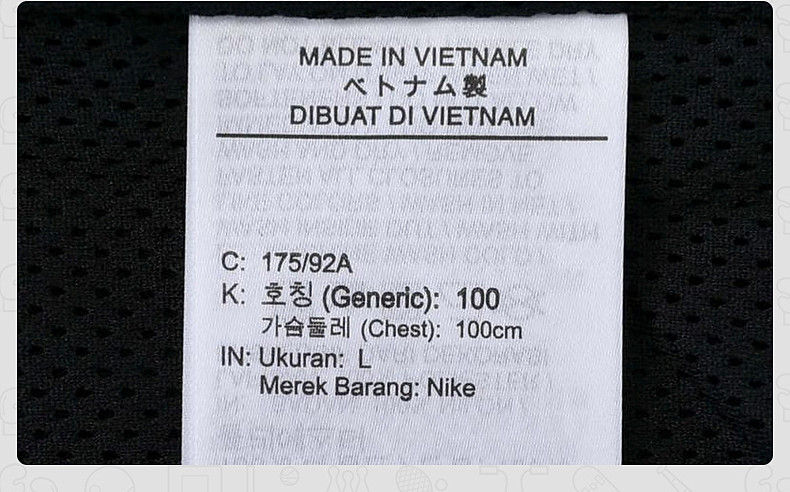 MADE IN VIETNAM
ベトナム製
DIBUAT DI VIETNAM
C: 175/92A
K: 호칭 (Generic): 100
가슴둘레 (Chest): 100cm
IN: Ukuran: L
Merek Barang: Nike